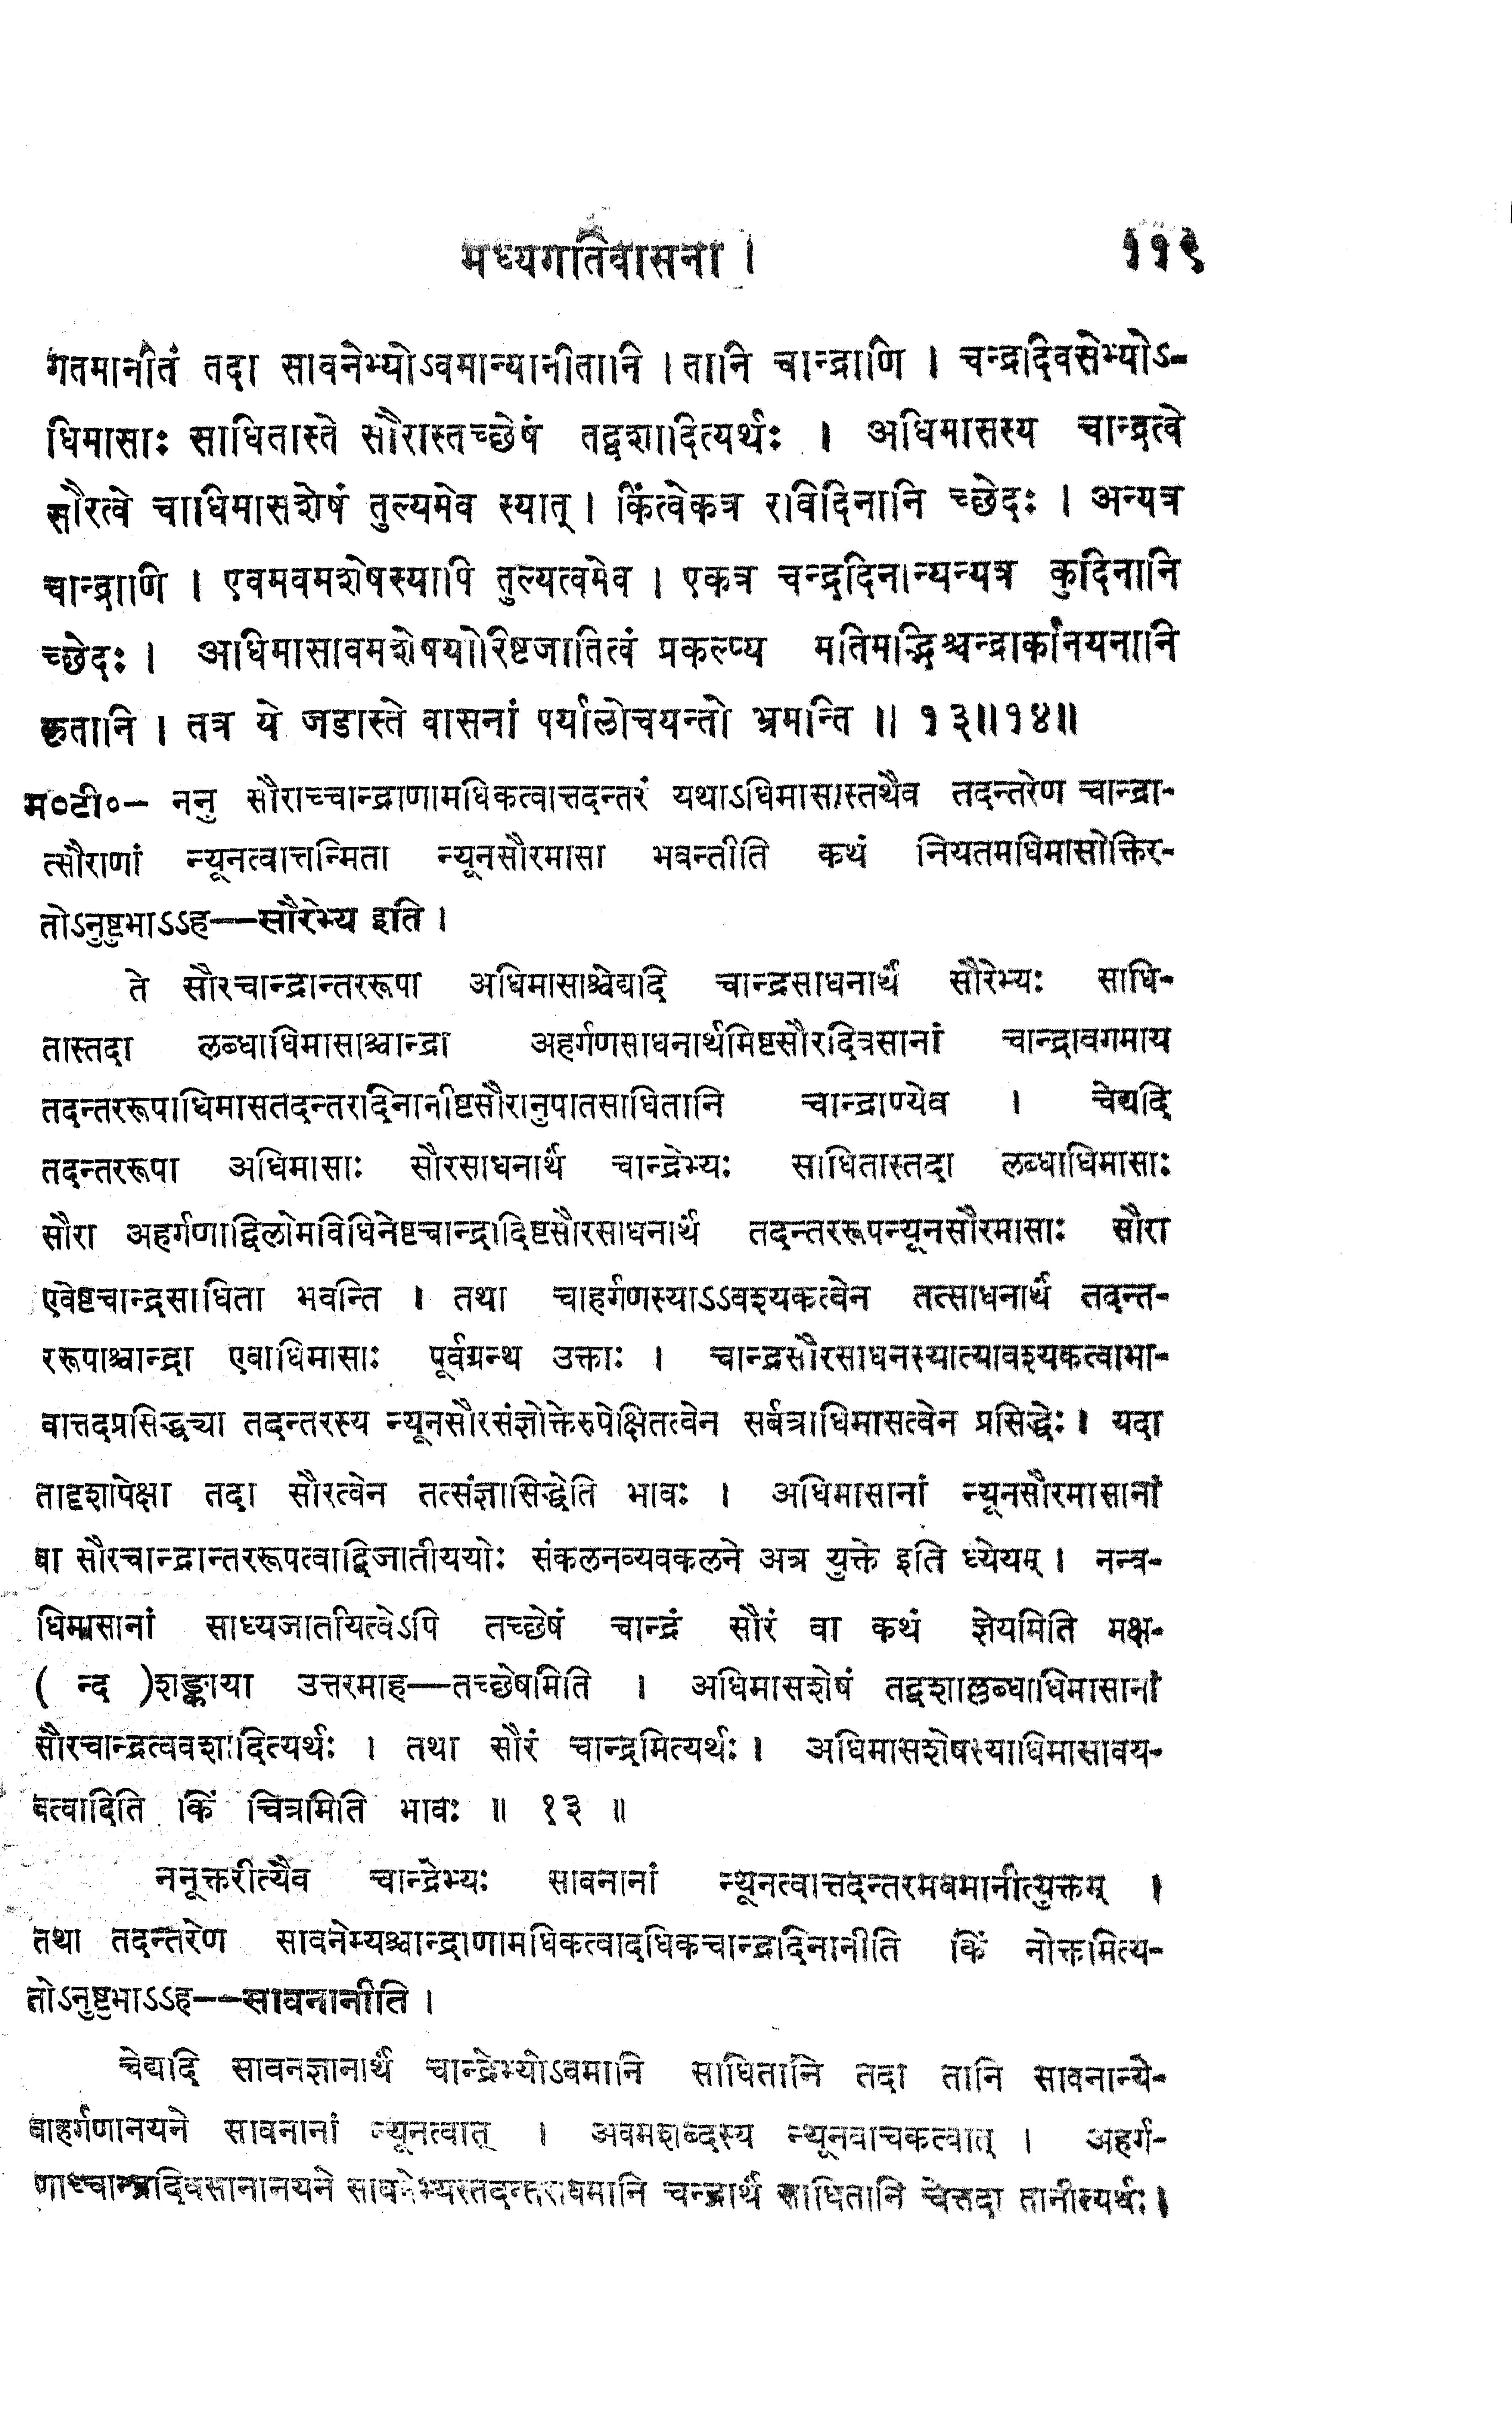 मध्यगतिवासना । ११९
गतमानीतं तदा सावनेभ्योऽवमान्यानीतानि । तानि चान्द्राणि । चन्द्रदिवसेभ्योऽ-
धिमासाः साधितास्ते सौरास्तच्छेषं तद्वशादित्यर्थः । अधिमासस्य चान्द्रत्वे
सौरत्वे चाधिमासशेषं तुल्यमेव स्यात् । किंत्वेकत्र रविदिनानि च्छेदः । अन्यत्र
चान्द्राणि । एवमवमशेषस्यापि तुल्यत्वमेव । एकत्र चन्द्रदिनान्यन्यत्र कुदिनानि
च्छेदः । अधिमासावमशेषयोरिष्टजातित्वं प्रकल्प्य मतिमद्भिश्चन्द्रार्कानयनानि
कृतानि । तत्र ये जडास्ते वासनां पर्यालोचयन्तो भ्रमन्ति ॥ १३॥१४॥
म०टी०— ननु सौराच्चान्द्राणामधिकत्वात्तदन्तरं यथाऽधिमासास्तथैव तदन्तरेण चान्द्रा-
त्सौराणां न्यूनत्वात्तन्मिता न्यूनसौरमासा भवन्तीति कथं नियतमधिमासोक्तिर-
तोऽनुष्टुभाऽऽह—सौरेभ्य इति ।
ते सौरचान्द्रान्तररूपा अधिमासाश्चेद्यदि चान्द्रसाधनार्थं सौरेभ्यः साधि-
तास्तदा लब्धाधिमासाश्चान्द्रा अहर्गणसाधनार्थमिष्टसौरदिवसानां चान्द्रावगमाय
तदन्तररूपाधिमासतदन्तरदिनानीष्टसौरानुपातसाधितानि चान्द्राण्येव । चेद्यदि
तदन्तररूपा अधिमासाः सौरसाधनार्थं चान्द्रेभ्यः साधितास्तदा लब्धाधिमासाः
सौरा अहर्गणाद्विलोमविधिनेष्टचान्द्रादिष्टसौरसाधनार्थं तदन्तररूपन्यूनसौरमासाः सौरा
एवेष्टचान्द्रसाधिता भवन्ति । तथा चाहर्गणस्याऽऽवश्यकत्वेन तत्साधनार्थं तदन्त-
ररूपाश्चान्द्रा एवाधिमासाः पूर्वग्रन्थ उक्ताः । चान्द्रसौरसाधनस्यात्यावश्यकत्वाभा-
वात्तदप्रसिद्ध्या तदन्तरस्य न्यूनसौरसंज्ञोक्तेरुपेक्षितत्वेन सर्वत्राधिमासत्वेन प्रसिद्धेः । यदा
तादृशापेक्षा तदा सौरत्वेन तत्संज्ञासिद्धेति भावः । अधिमासानां न्यूनसौरमासानां
वा सौरचान्द्रान्तररूपत्वाद्विजातीययोः संकलनव्यवकलने अत्र युक्ते इति ध्येयम् । नन्व-
धिमासानां साध्यजातीयत्वेऽपि तच्छेषं चान्द्रं सौरं वा कथं ज्ञेयमिति मक्ष-
( न्द )शङ्काया उत्तरमाह—तच्छेषमिति । अधिमासशेषं तद्वशाल्लब्धाधिमासानां
सौरचान्द्रत्ववशादित्यर्थः । तथा सौरं चान्द्रमित्यर्थः । अधिमासशेषस्याधिमासावय-
वत्वादिति किं चित्रमिति भावः ॥ १३ ॥
ननूक्तरीत्यैव चान्द्रेभ्यः सावनानां न्यूनत्वात्तदन्तरमवमानीत्युक्तम् ।
तथा तदन्तरेण सावनेभ्यश्चान्द्राणामधिकत्वादधिकचान्द्रदिनानीति किं नोक्तमित्य-
तोऽनुष्टुभाऽऽह——सावनानीति ।
चेद्यदि सावनज्ञानार्थं चान्द्रेभ्योऽवमानि साधितानि तदा तानि सावनान्ये-
वाहर्गणानयने सावनानां न्यूनत्वात् । अवमशब्दस्य न्यूनवाचकत्वात् । अहर्ग-
णाच्चान्द्रदिवसानानयने सावनेभ्यस्तदन्तरावमानि चन्द्रार्थं साधितानि चेत्तदा तानीत्यर्थः ।